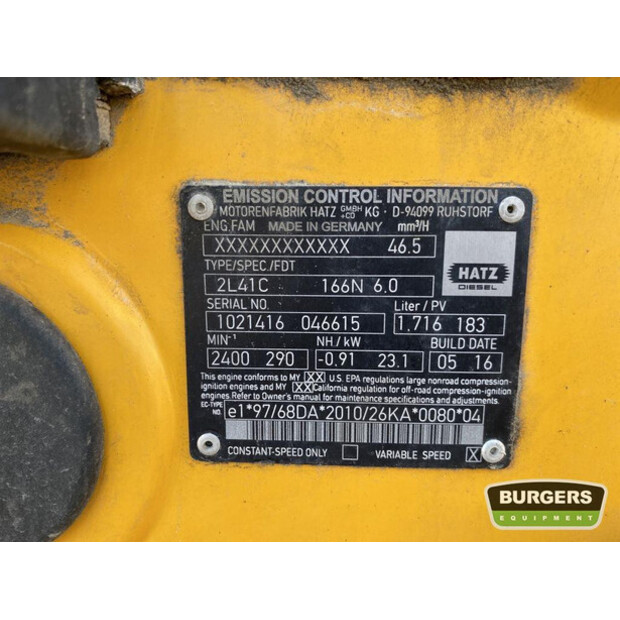 EMISSION CONTROL INFORMATION
MOTORENFABRIK HATZ GMBH +CO KG · D-94099 RUHSTORF
ENG.FAM MADE IN GERMANY mm³/H
XXXXXXXXXXXX 46.5
TYPE/SPEC./FDT
2L41C 166N 6.0
HATZ
DIESEL
SERIAL NO. Liter / PV
1021416 046615 1.716 183
MIN⁻¹ NH / kW BUILD DATE
2400 290 -0.91 23.1 05 16
This engine conforms to MY XX U.S. EPA regulations large nonroad compression-
ignition engines and MY XX California regulation for off-road compression-ignition
engines. Refer to Owner's manual for maintenance specifications and adjustments.
EC-TYPE NO. e1*97/68DA*2010/26KA*0080*04
CONSTANT-SPEED ONLY VARIABLE SPEED X
BURGERS
EQUIPMENT